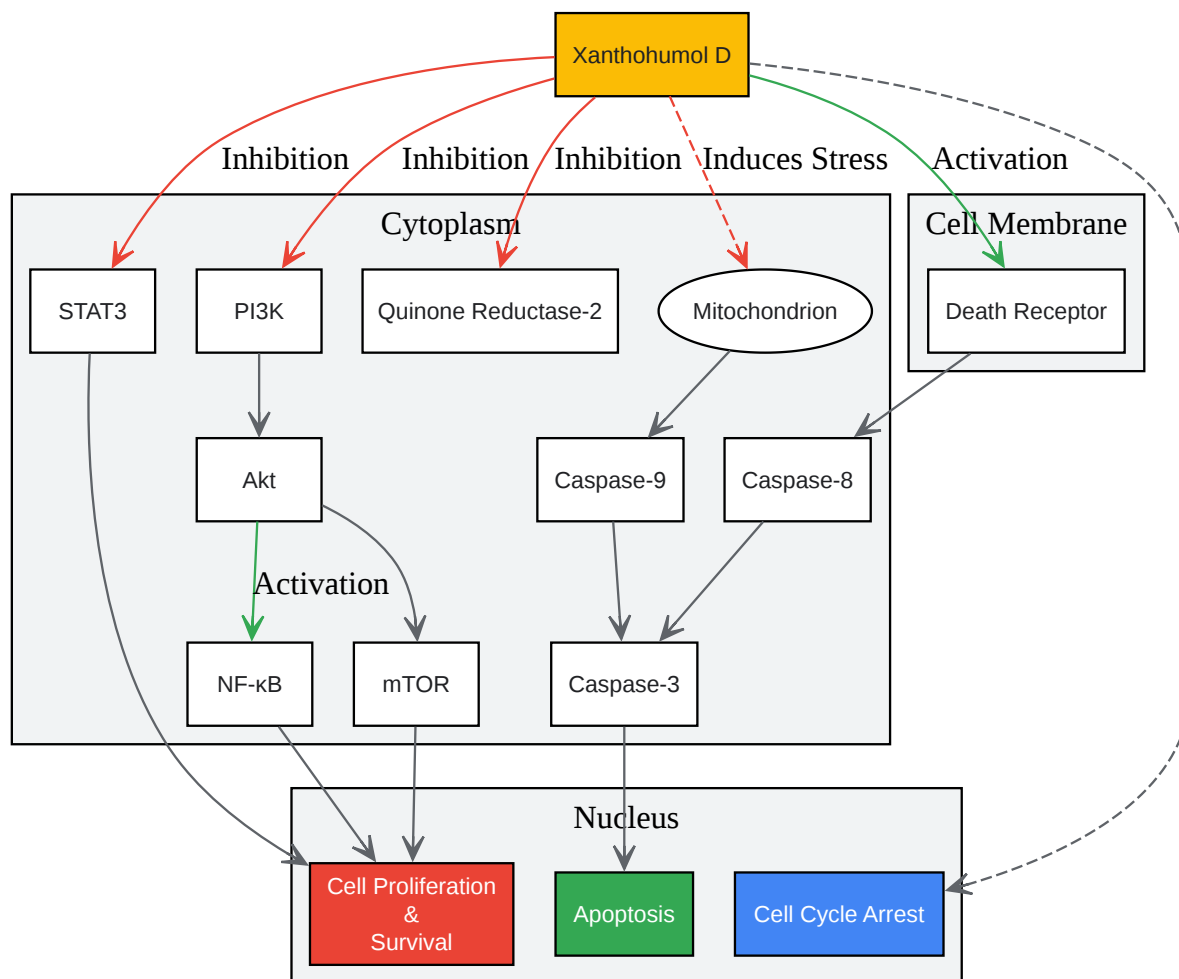 Xanthohumol D
Inhibition
Inhibition
Inhibition
Induces Stress
Activation
Cytoplasm
Cell Membrane
STAT3
PI3K
Quinone Reductase-2
Mitochondrion
Death Receptor
Akt
Caspase-9
Caspase-8
Activation
NF-κB
mTOR
Caspase-3
Nucleus
Cell Proliferation
&
Survival
Apoptosis
Cell Cycle Arrest